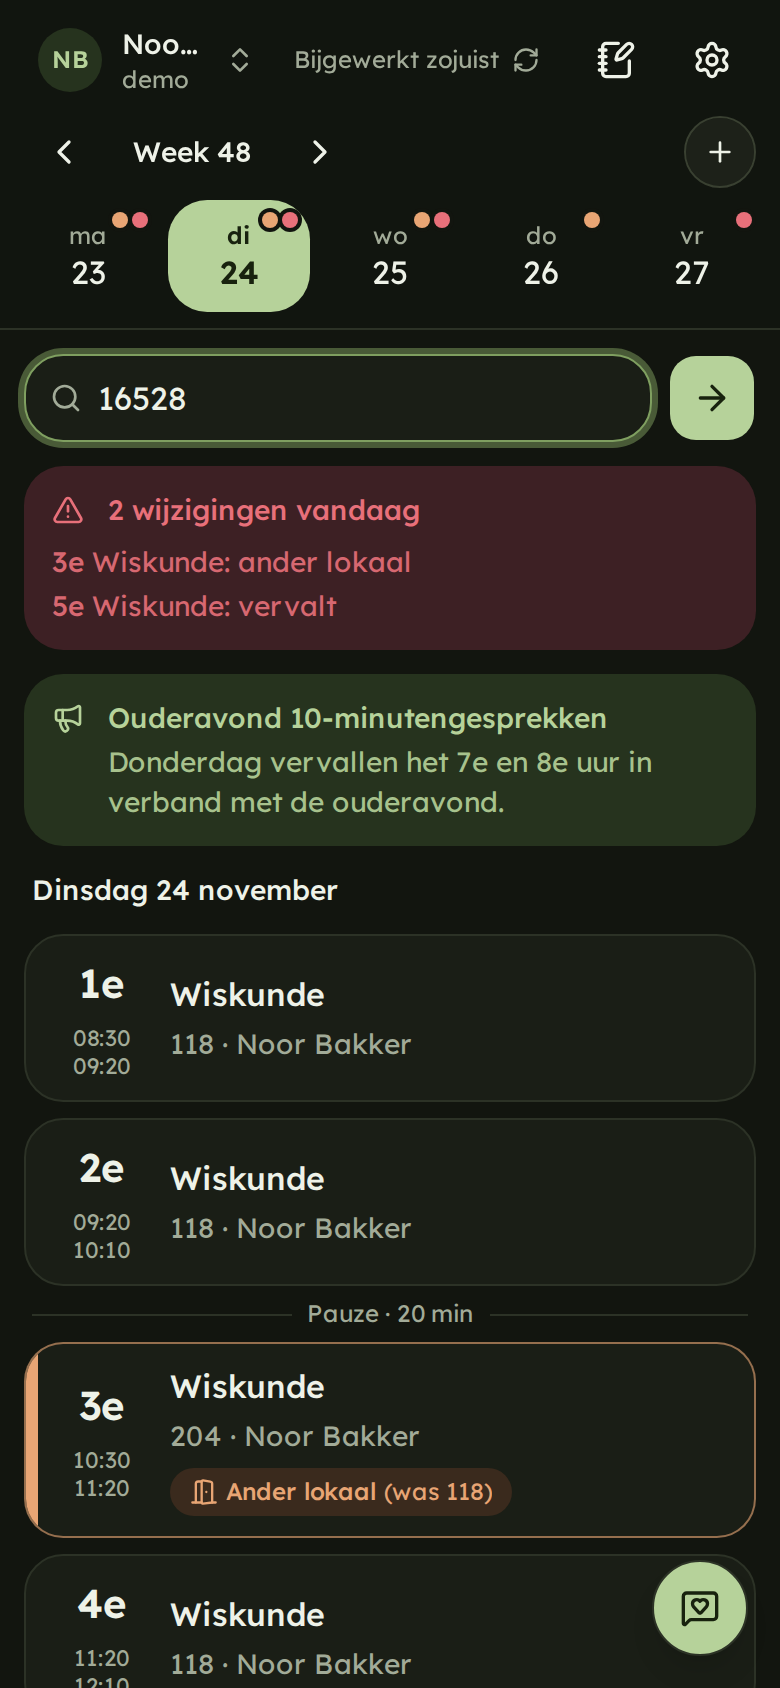 NB
Noo...
demo
Bijgewerkt zojuist
Week 48
ma
23
di
24
wo
25
do
26
vr
27
16528
2 wijzigingen vandaag
3e Wiskunde: ander lokaal
5e Wiskunde: vervalt
Ouderavond 10-minutengesprekken
Donderdag vervallen het 7e en 8e uur in
verband met de ouderavond.
Dinsdag 24 november
1e
08:30
09:20
Wiskunde
118 · Noor Bakker
2e
09:20
10:10
Wiskunde
118 · Noor Bakker
Pauze · 20 min
3e
10:30
11:20
Wiskunde
204 · Noor Bakker
Ander lokaal (was 118)
4e
11:20
12:10
Wiskunde
118 · Noor Bakker